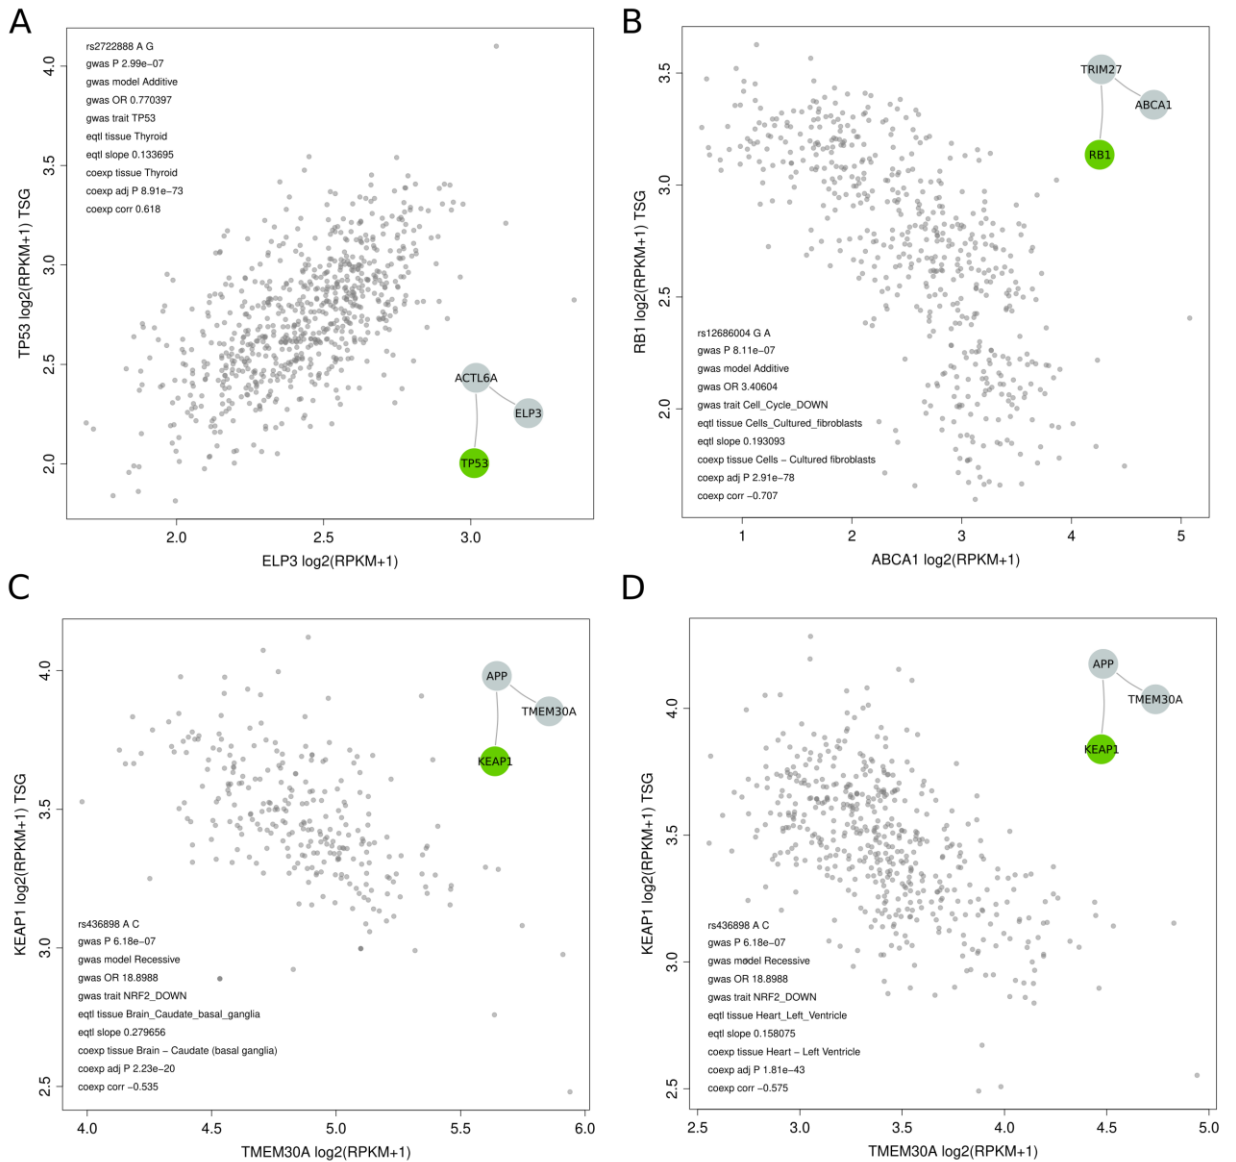 A
rs2722888 A G
gwas P 2.99e−07
gwas model Additive
gwas OR 0.770397
gwas trait TP53
eqtl tissue Thyroid
eqtl slope 0.133695
coexp tissue Thyroid
coexp adj P 8.91e−73
coexp corr 0.618
ACTL6A
ELP3
TP53
4.0
3.5
3.0
2.5
2.0
TP53 log2(RPKM+1) TSG
2.0 2.5 3.0
ELP3 log2(RPKM+1)
B
TRIM27
ABCA1
RB1
rs12686004 G A
gwas P 8.11e−07
gwas model Additive
gwas OR 3.40604
gwas trait Cell_Cycle_DOWN
eqtl tissue Cells_Cultured_fibroblasts
eqtl slope 0.193093
coexp tissue Cells − Cultured fibroblasts
coexp adj P 2.91e−78
coexp corr −0.707
3.5
3.0
2.5
2.0
RB1 log2(RPKM+1) TSG
1 2 3 4 5
ABCA1 log2(RPKM+1)
C
APP
TMEM30A
KEAP1
rs436898 A C
gwas P 6.18e−07
gwas model Recessive
gwas OR 18.8988
gwas trait NRF2_DOWN
eqtl tissue Brain_Caudate_basal_ganglia
eqtl slope 0.279656
coexp tissue Brain − Caudate (basal ganglia)
coexp adj P 2.23e−20
coexp corr −0.535
4.0
3.5
3.0
2.5
KEAP1 log2(RPKM+1) TSG
4.0 4.5 5.0 5.5 6.0
TMEM30A log2(RPKM+1)
D
APP
TMEM30A
KEAP1
rs436898 A C
gwas P 6.18e−07
gwas model Recessive
gwas OR 18.8988
gwas trait NRF2_DOWN
eqtl tissue Heart_Left_Ventricle
eqtl slope 0.158075
coexp tissue Heart − Left Ventricle
coexp adj P 1.81e−43
coexp corr −0.575
4.0
3.5
3.0
2.5
KEAP1 log2(RPKM+1) TSG
2.5 3.0 3.5 4.0 4.5 5.0
TMEM30A log2(RPKM+1)